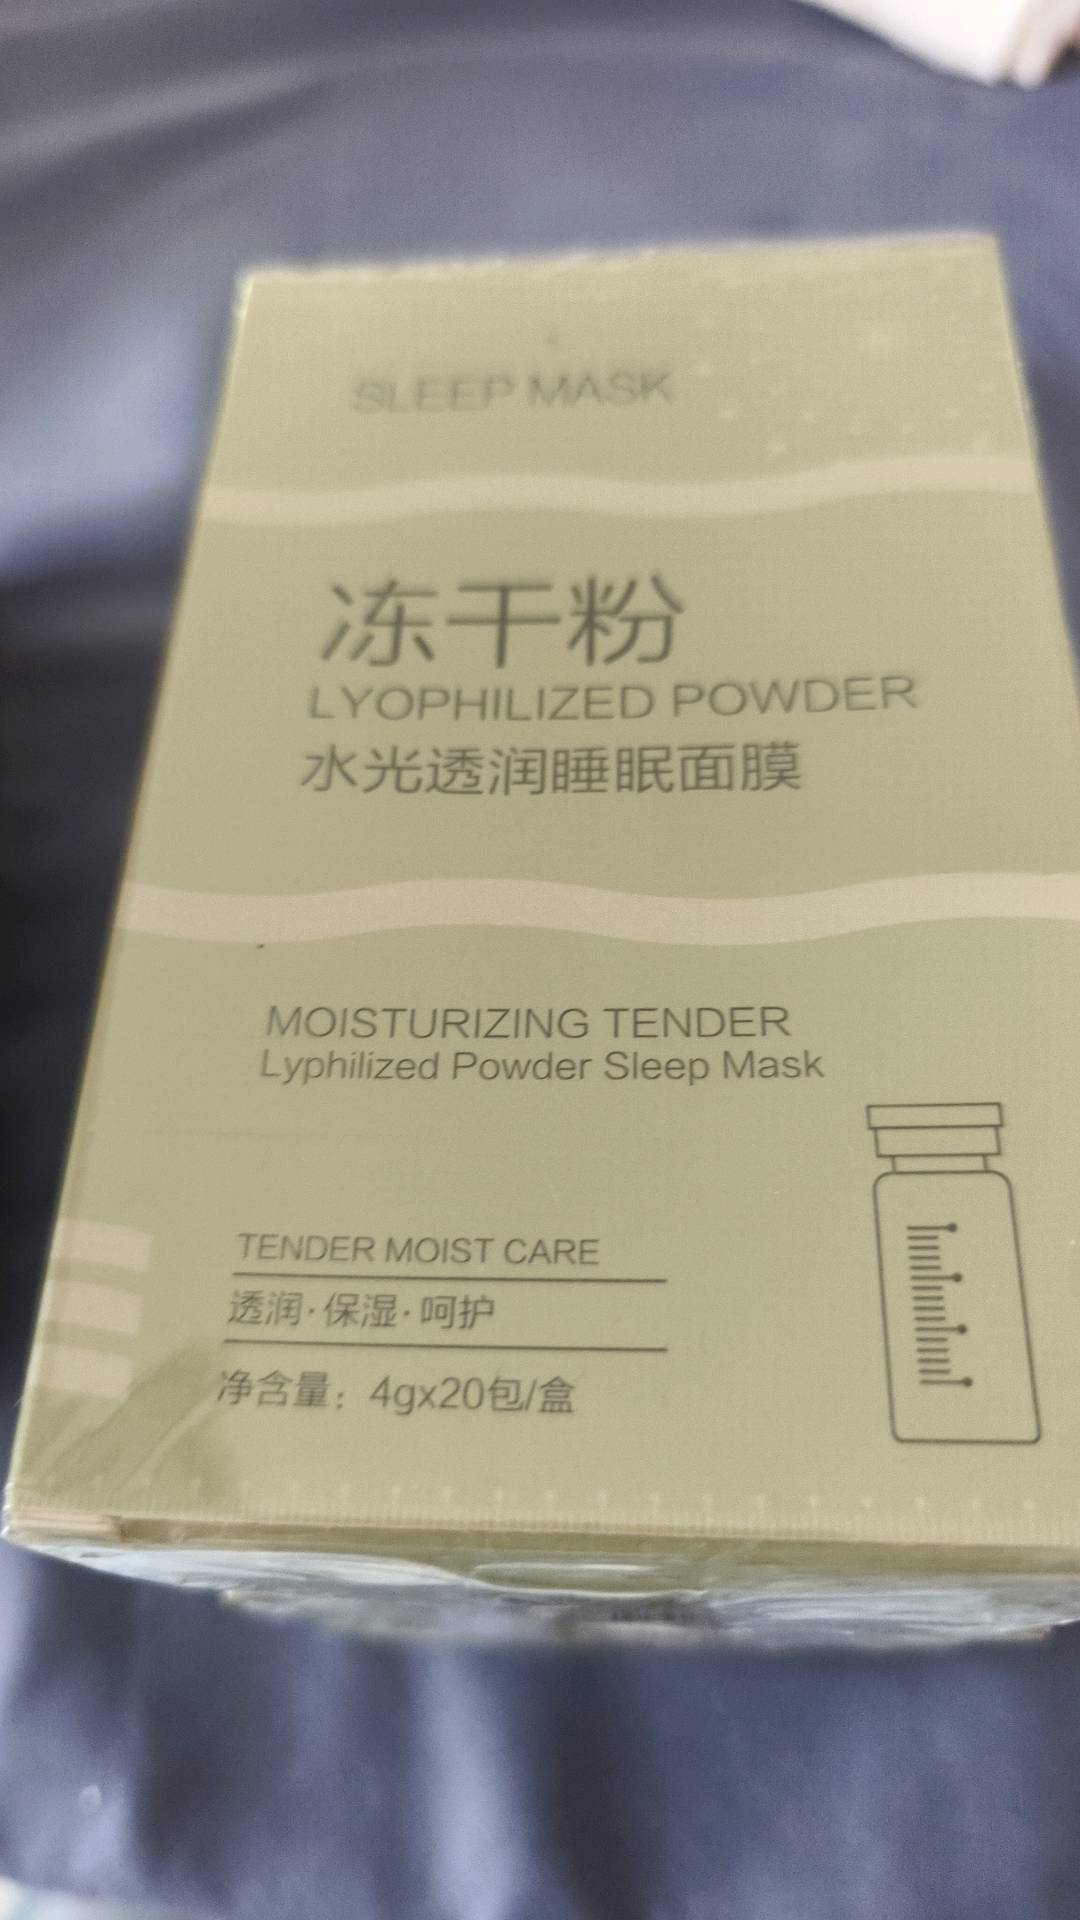 SLEEP MASK
冻干粉
LYOPHILIZED POWDER
水光透润睡眠面膜
MOISTURIZING TENDER
Lyphilized Powder Sleep Mask
TENDER MOIST CARE
透润·保湿·呵护
净含量：4gx20包/盒